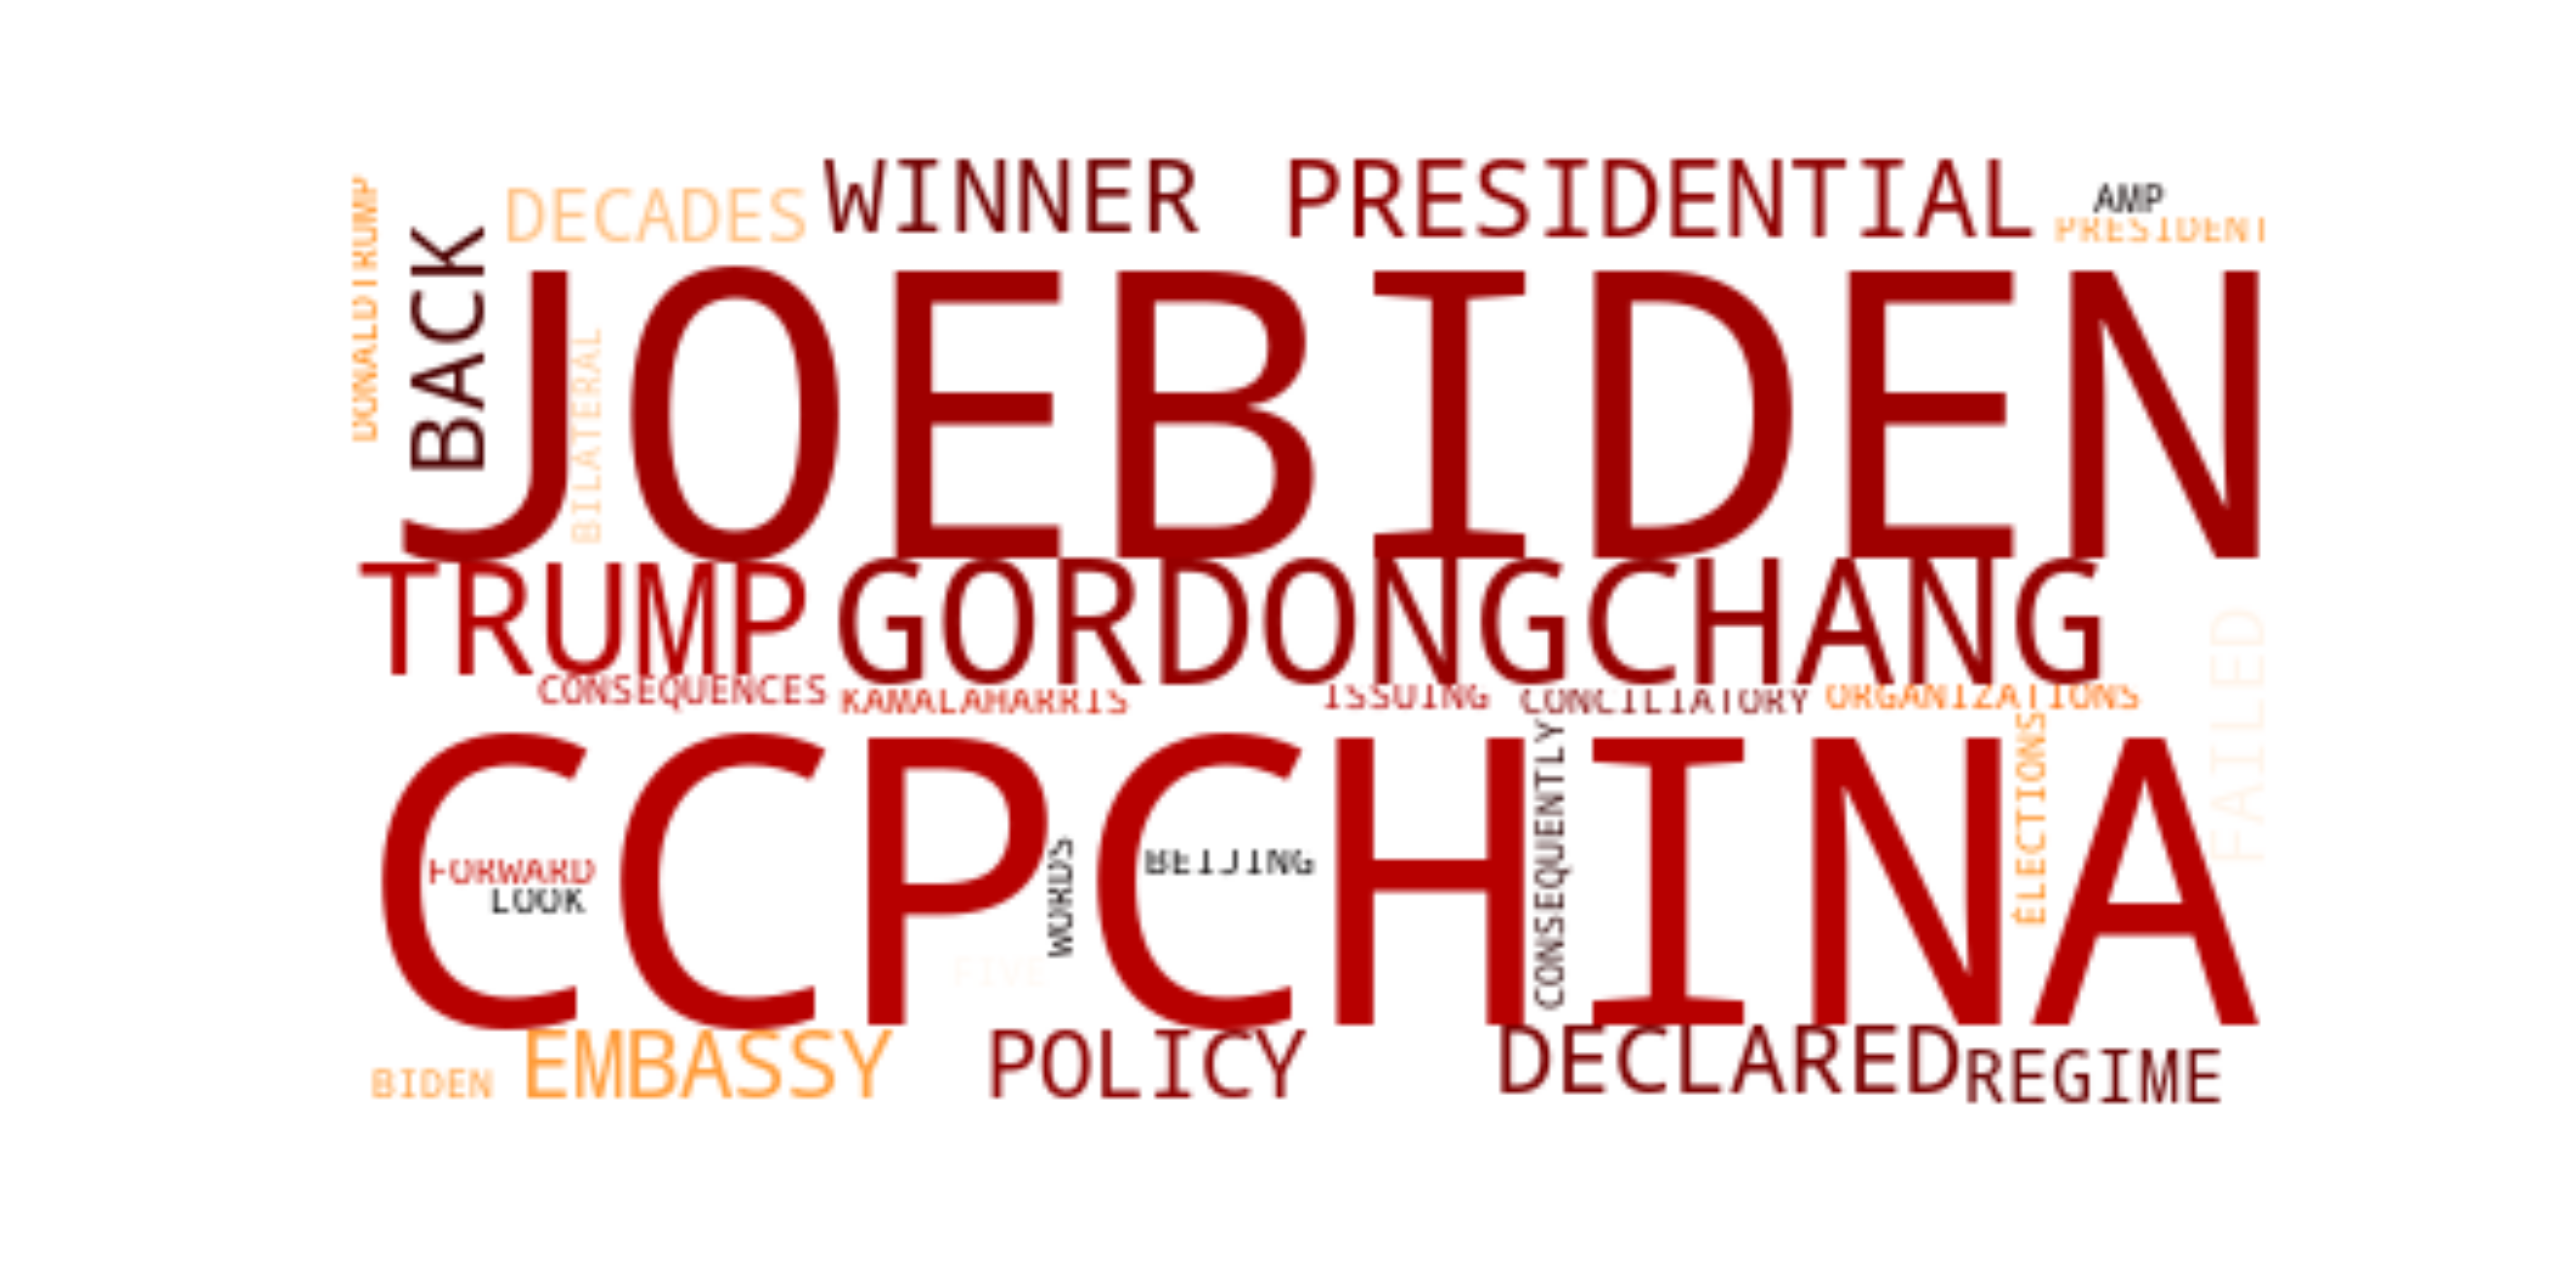 DONALDTRUMP
BACK
DECADES
WINNER
PRESIDENTIAL
AMP
PRESIDENT
JOEBIDEN
BILATERAL
TRUMP
GORDONGCHANG
CONSEQUENCES
KAMALAHARRIS
ISSUING
CONCILIATORY
ORGANIZATIONS
FAILED
CCPCHINA
FORWARD
LOOK
WORDS
BEIJING
CONSEQUENTLY
ELECTIONS
FIVE
BIDEN
EMBASSY
POLICY
DECLARED
REGIME